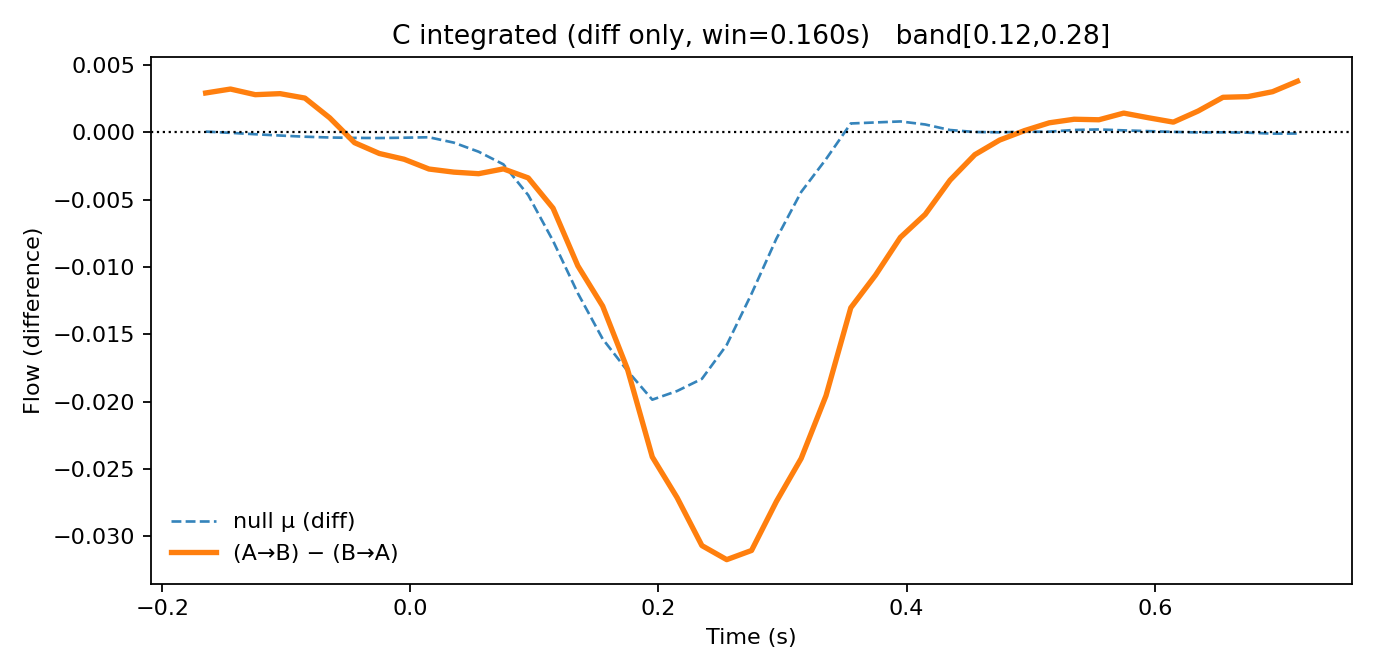 C integrated (diff only, win=0.160s)   band[0.12,0.28]
0.005
0.000
−0.005
−0.010
−0.015
−0.020
−0.025
−0.030
Flow (difference)
null μ (diff)
(A→B) − (B→A)
−0.2
0.0
0.2
0.4
0.6
Time (s)